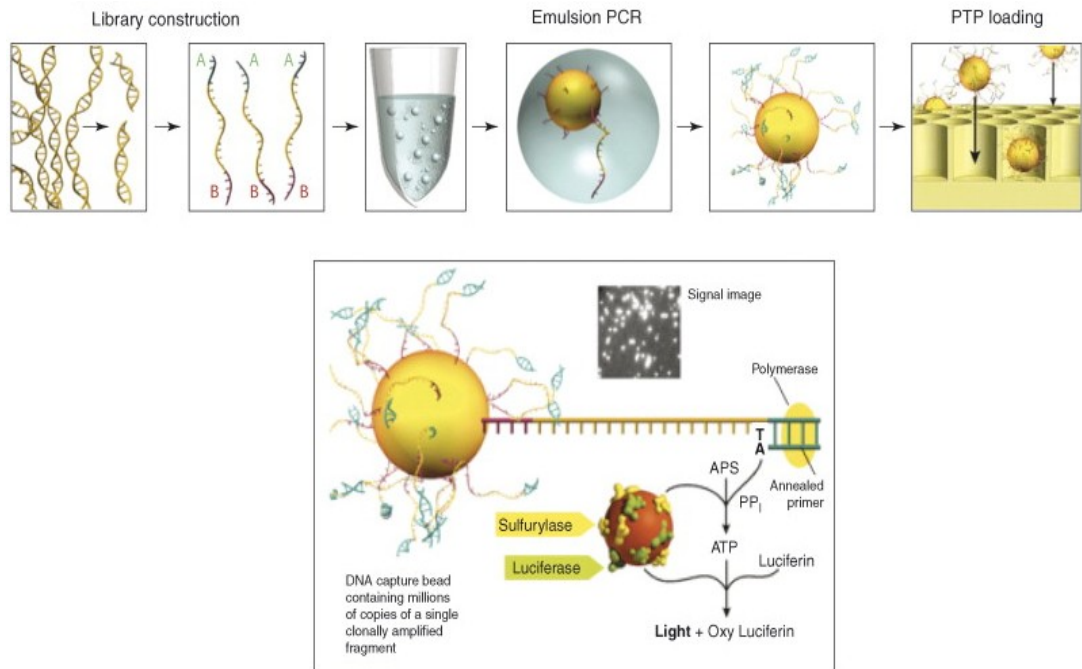 Library construction
Emulsion PCR
PTP loading
A A A
B B B
Signal image
Polymerase
T
A
APS
Annealed
primer
PPI
Sulfurylase
ATP
Luciferin
Luciferase
DNA capture bead
containing millions
of copies of a single
clonally amplified
fragment
Light + Oxy Luciferin